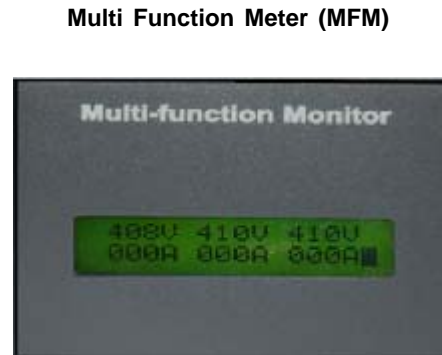 Multi Function Meter (MFM)
Multi-function Monitor
408V 410V 410V
000A 000A 000A